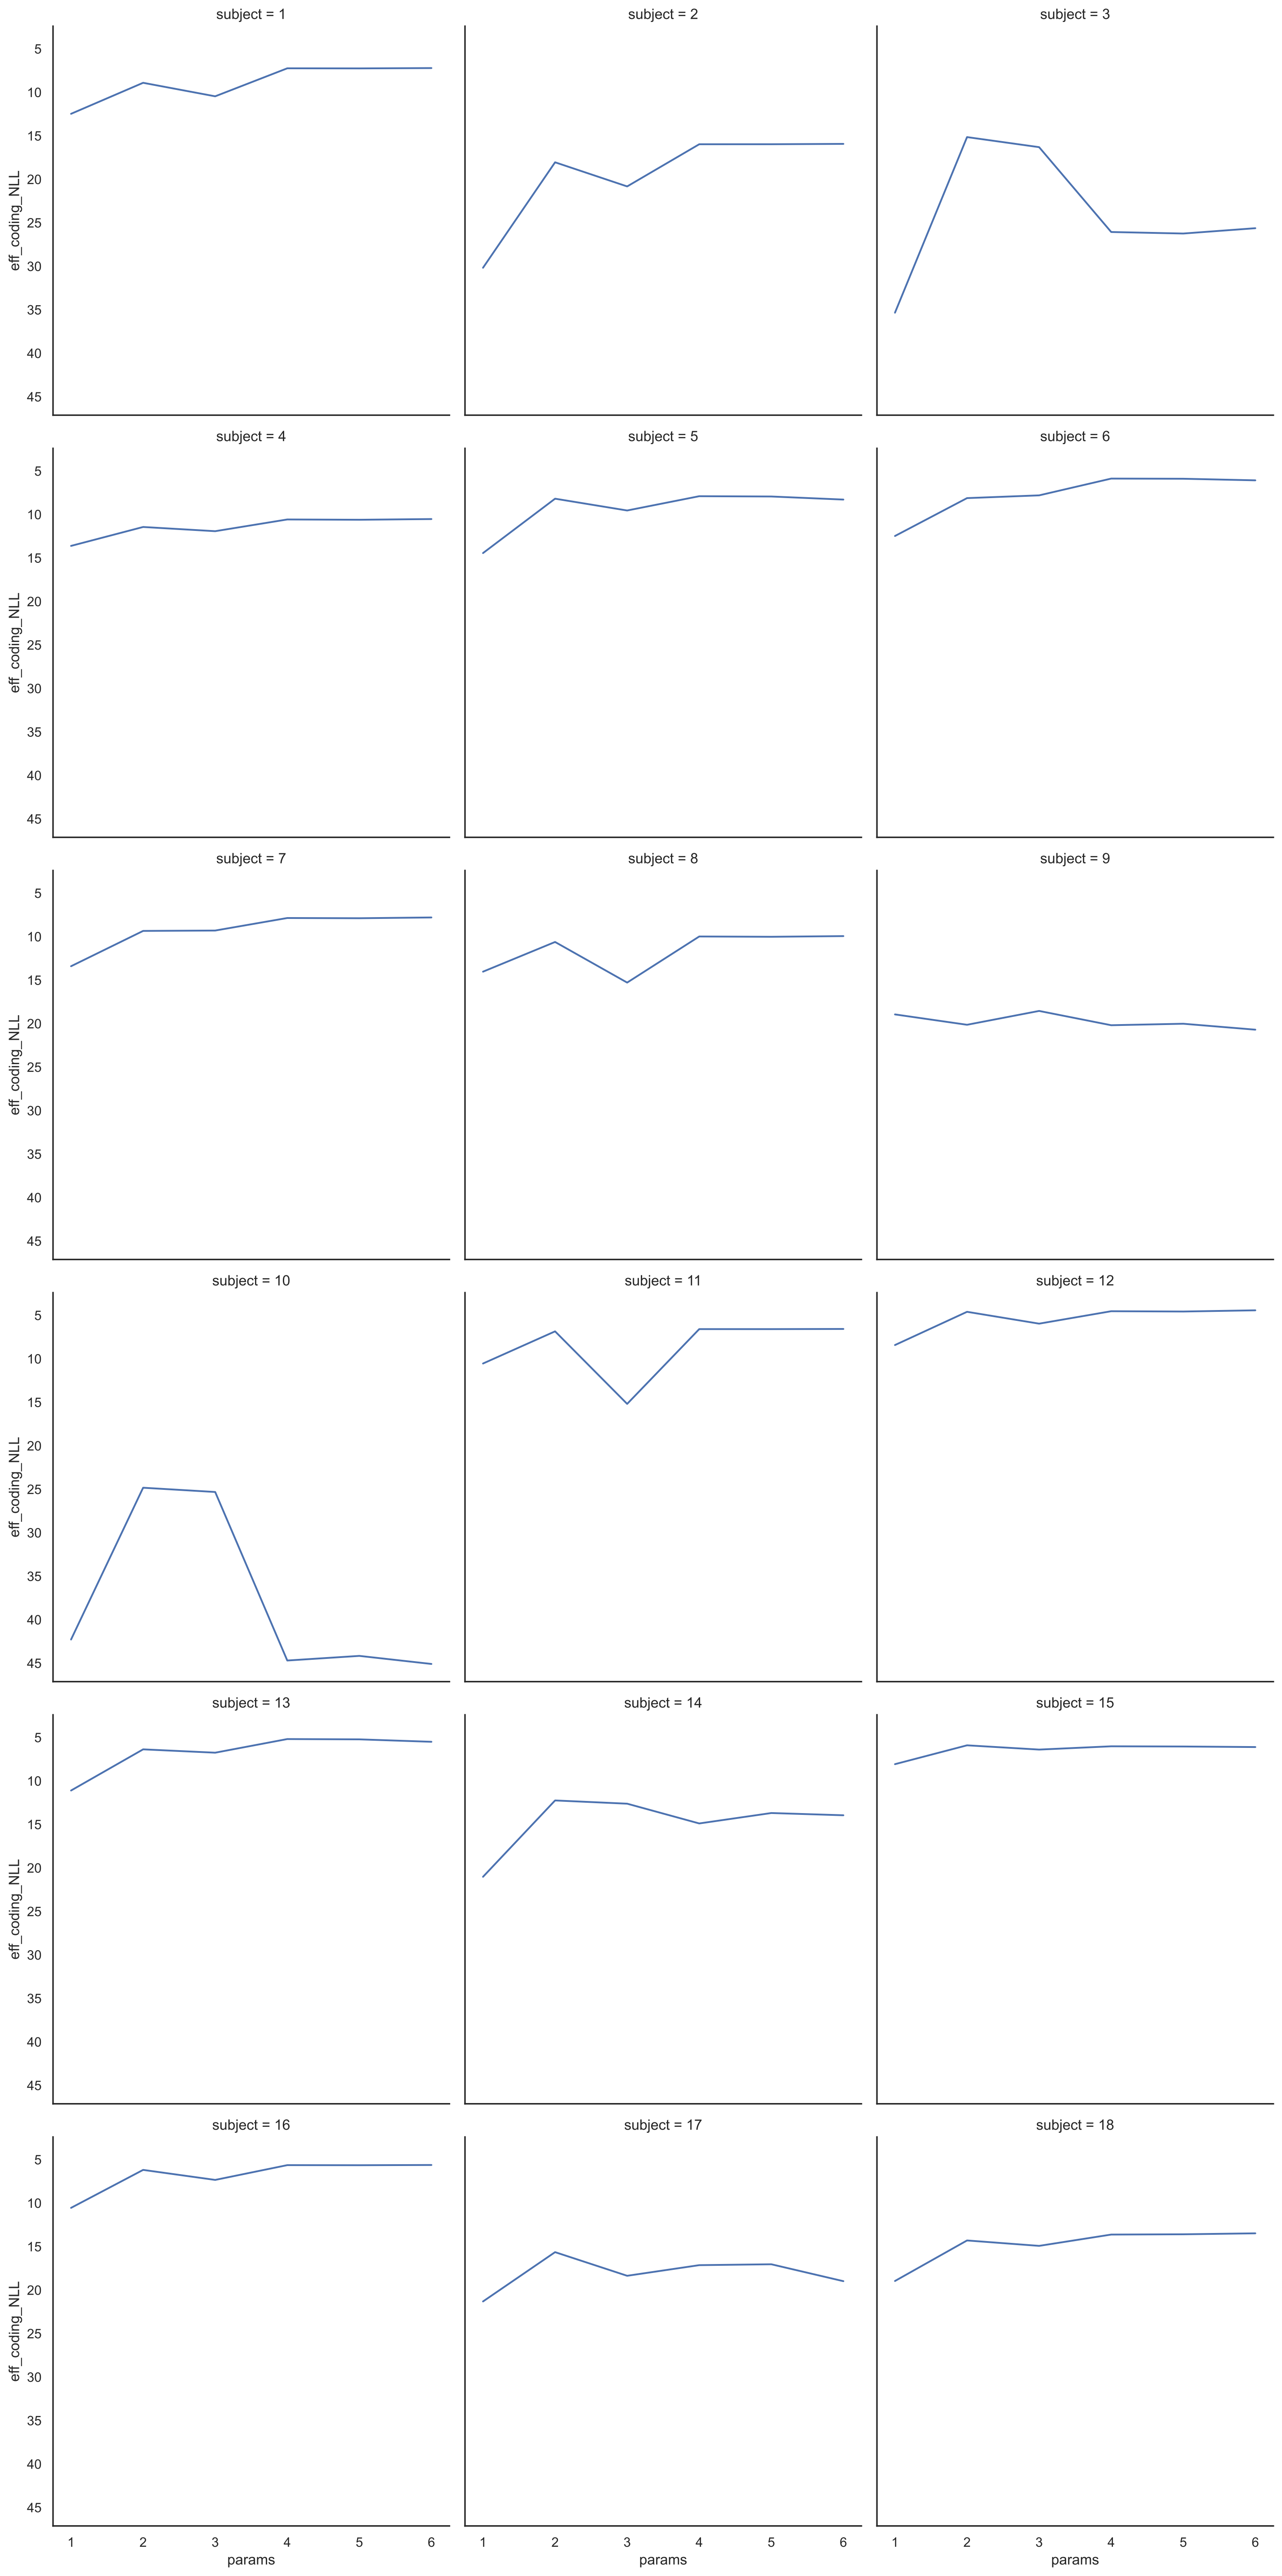 subject = 1
subject = 2
subject = 3
5
10
15
20
25
30
35
40
45
eff_coding_NLL
subject = 4
subject = 5
subject = 6
5
10
15
20
25
30
35
40
45
eff_coding_NLL
subject = 7
subject = 8
subject = 9
5
10
15
20
25
30
35
40
45
eff_coding_NLL
subject = 10
subject = 11
subject = 12
5
10
15
20
25
30
35
40
45
eff_coding_NLL
subject = 13
subject = 14
subject = 15
5
10
15
20
25
30
35
40
45
eff_coding_NLL
subject = 16
subject = 17
subject = 18
5
10
15
20
25
30
35
40
45
eff_coding_NLL
1 2 3 4 5 6
1 2 3 4 5 6
1 2 3 4 5 6
params
params
params